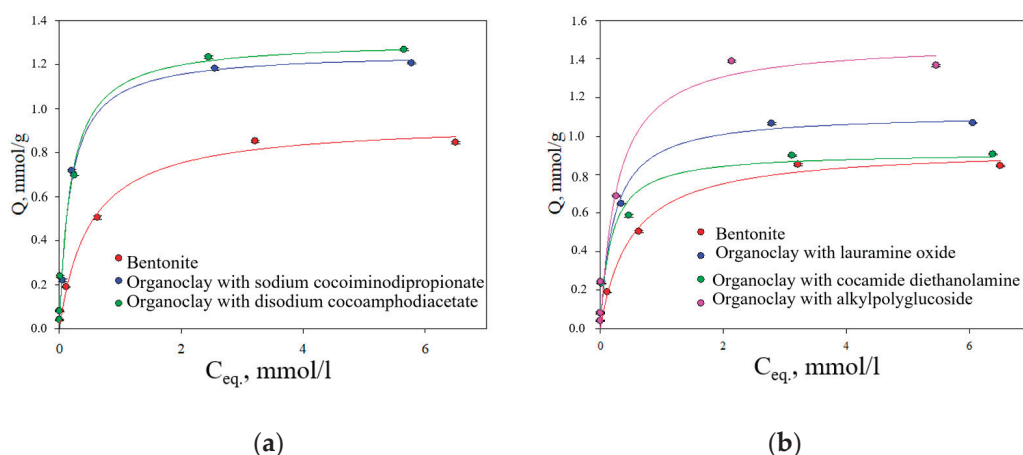 1.4
1.2
1.0
0.8
0.6
0.4
0.2
0.0
Q, mmol/g
Bentonite
Organoclay with sodium cocoiminodipropionate
Organoclay with disodium cocoamphodiacetate
0
2
4
6
Ceq., mmol/l
(a)
1.6
1.4
1.2
1.0
0.8
0.6
0.4
0.2
0.0
Q, mmol/g
Bentonite
Organoclay with lauramine oxide
Organoclay with cocamide diethanolamine
Organoclay with alkylpolyglucoside
0
2
4
6
Ceq., mmol/l
(b)